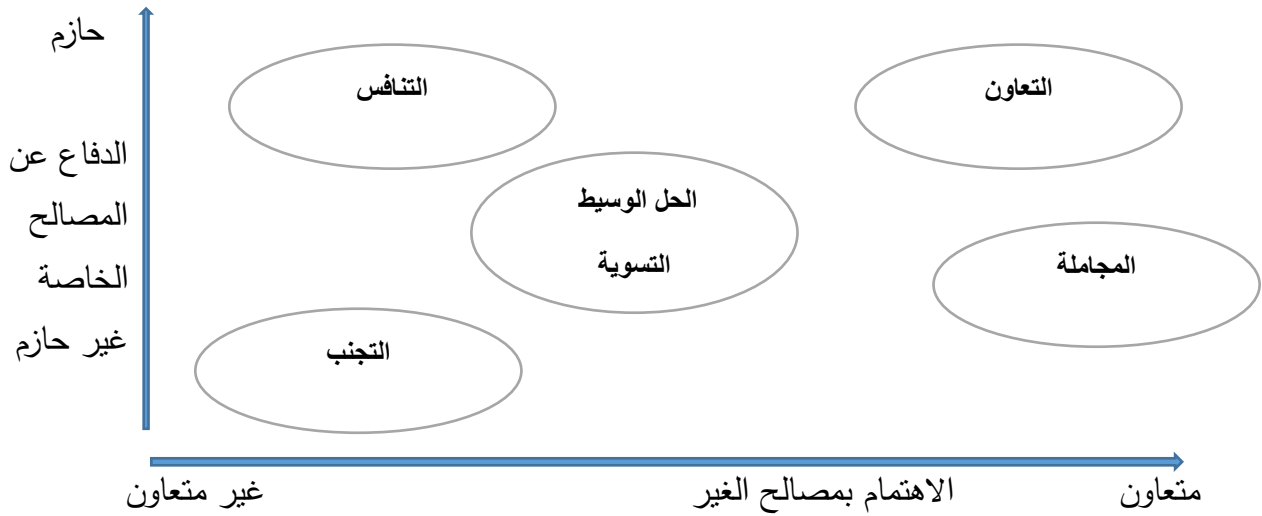 حازم
الدفاع عن
المصالح
الخاصة
غير حازم
التعاون
التنافس
الحل الوسيط
التسوية
المجاملة
التجنب
متعاون
الاهتمام بمصالح الغير
غير متعاون